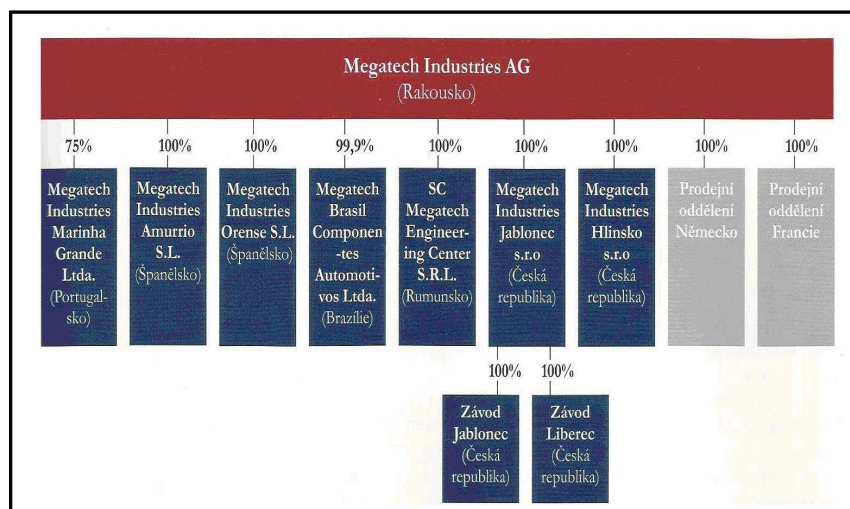 Megatech Industries AG
(Rakousko)
75%
100%
100%
99,9%
100%
100%
100%
100%
100%
Megatech
Industries
Marinha
Grande
Ltda.
(Portugal-
sko)
Megatech
Industries
Amurrio
S.L.
(Španělsko)
Megatech
Industries
Orense S.L.
(Španělsko)
Megatech
Brasil
Componen-
-tes
Automoti-
vos Ltda.
(Brazílie)
SC
Megatech
Engineer-
ing Center
S.R.L.
(Rumunsko)
Megatech
Industries
Jablonec
s.r.o
(Česká
republika)
Megatech
Industries
Hlinsko
s.r.o
(Česká
republika)
Prodejní
oddělení
Německo
Prodejní
oddělení
Francie
100%
100%
Závod
Jablonec
(Česká
republika)
Závod
Liberec
(Česká
republika)